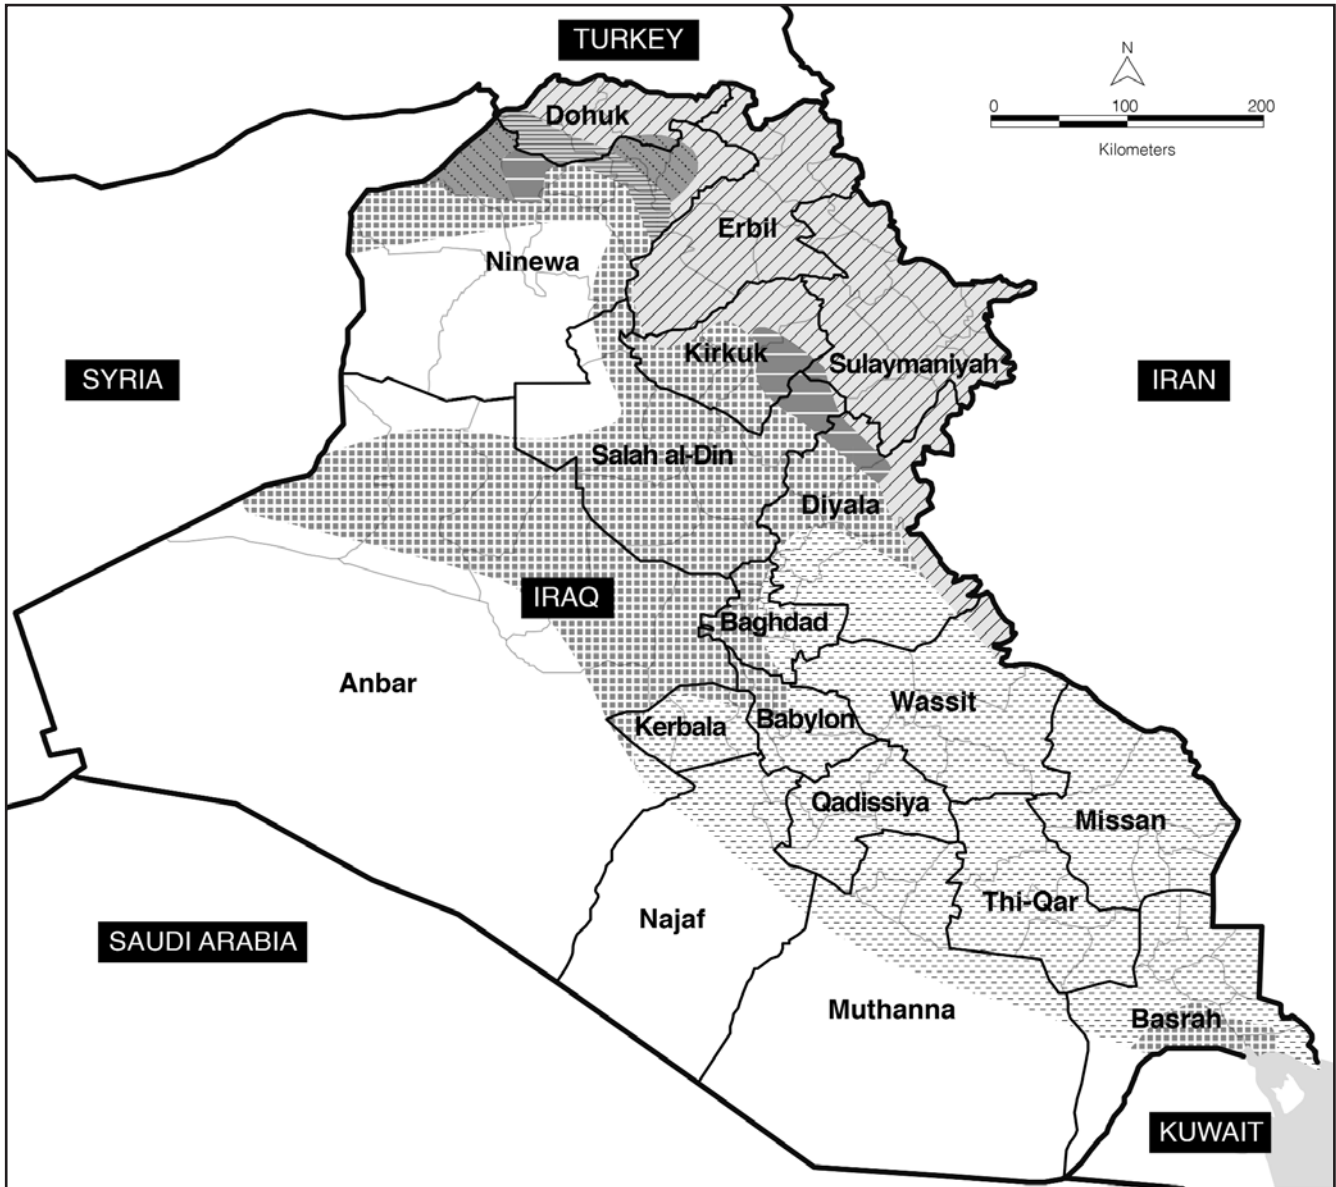 TURKEY
N
0 100 200
Kilometers
Dohuk
Erbil
Ninewa
Kirkuk
Sulaymaniyah
SYRIA
IRAN
Salah al-Din
Diyala
IRAQ
Baghdad
Anbar
Wassit
Kerbala
Babylon
Qadissiya
Missan
Thi-Qar
Najaf
SAUDI ARABIA
Muthanna
Basrah
KUWAIT